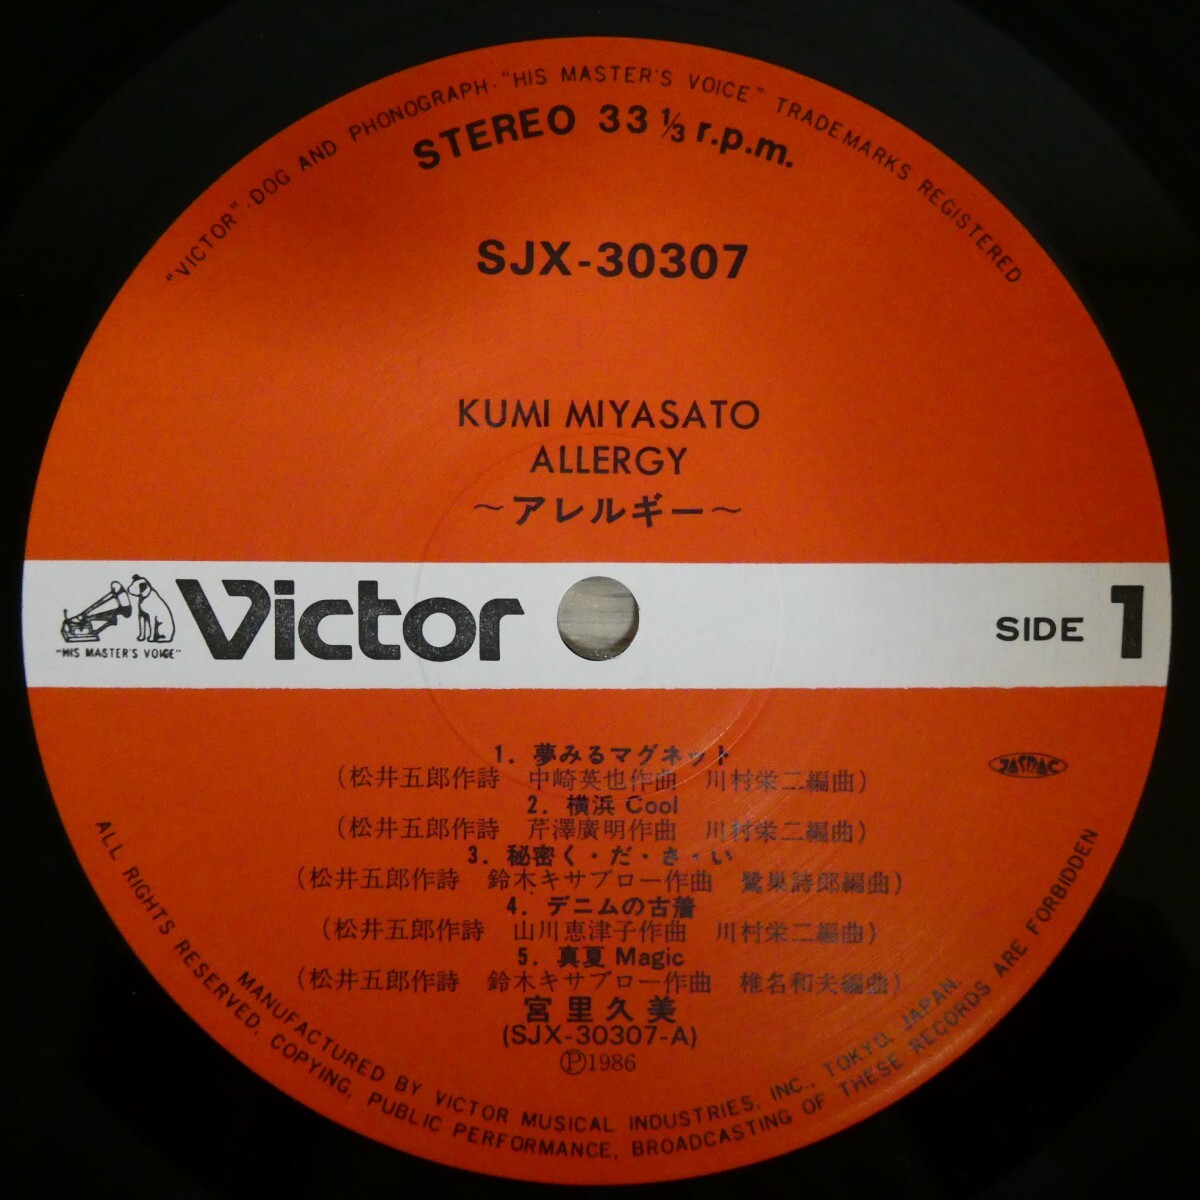 "VICTOR"・DOG AND PHONOGRAPH・"HIS MASTER'S VOICE" TRADEMARKS REGISTERED
STEREO 33 ⅓ r.p.m.
SJX-30307
KUMI MIYASATO
ALLERGY
〜アレルギー〜
"HIS MASTER'S VOICE"
Victor
SIDE 1
1. 夢みるマグネット
(松井五郎作詩 中崎英也作曲 川村栄二編曲)
JASRAC
2. 横浜 Cool
(松井五郎作詩 芹澤廣明作曲 川村栄二編曲)
3. 秘密く・だ・さ・い
(松井五郎作詩 鈴木キサブロー作曲 鷺巣詩郎編曲)
4. デニムの古着
(松井五郎作詩 山川恵津子作曲 川村栄二編曲)
5. 真夏 Magic
(松井五郎作詩 鈴木キサブロー作曲 椎名和夫編曲)
宮里久美
(SJX-30307-A)
Ⓟ1986
MANUFACTURED BY VICTOR MUSICAL INDUSTRIES, INC., TOKYO, JAPAN.
ALL RIGHTS RESERVED, COPYING, PUBLIC PERFORMANCE, BROADCASTING OF THESE RECORDS ARE FORBIDDEN